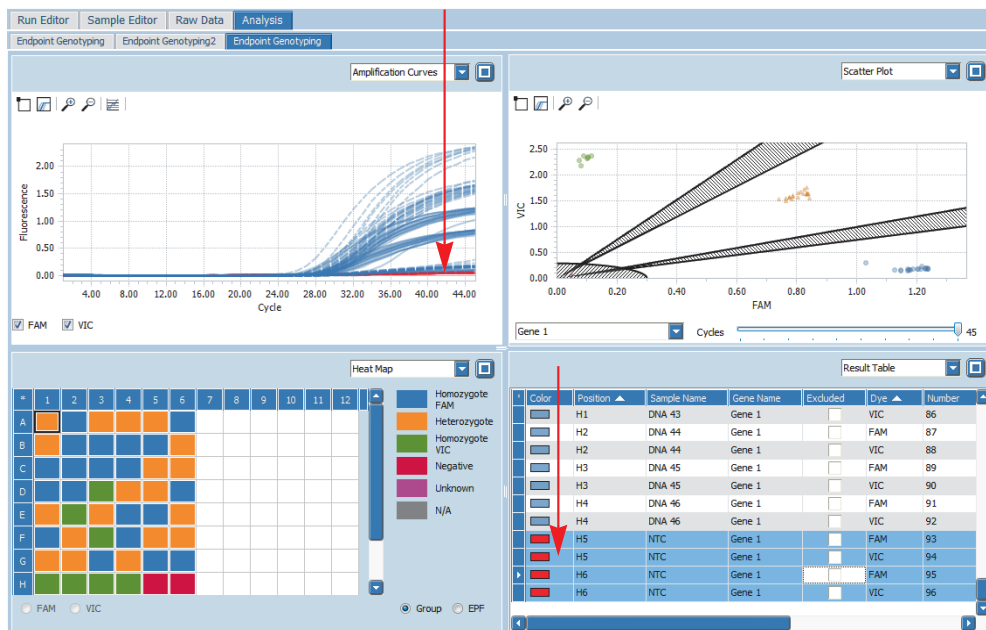 Run Editor Sample Editor Raw Data Analysis
Endpoint Genotyping Endpoint Genotyping2 Endpoint Genotyping
Amplification Curves
Fluorescence
2.00
1.50
1.00
0.50
0.00
4.00 8.00 12.00 16.00 20.00 24.00 28.00 32.00 36.00 40.00 44.00
Cycle
FAM VIC
Scatter Plot
VIC
2.50
2.00
1.50
1.00
0.50
0.00
0.00 0.20 0.40 0.60 0.80 1.00 1.20
FAM
Gene 1 Cycles 45
Heat Map
* 1 2 3 4 5 6 7 8 9 10 11 12
A
B
C
D
E
F
G
H
Homozygote
FAM
Heterozygote
Homozygote
VIC
Negative
Unknown
N/A
FAM VIC Group EPF
Result Table
* Color Position Sample Name Gene Name Excluded Dye Number
H1 DNA 43 Gene 1 VIC 86
H2 DNA 44 Gene 1 FAM 87
H2 DNA 44 Gene 1 VIC 88
H3 DNA 45 Gene 1 FAM 89
H3 DNA 45 Gene 1 VIC 90
H4 DNA 46 Gene 1 FAM 91
H4 DNA 46 Gene 1 VIC 92
H5 NTC Gene 1 FAM 93
H5 NTC Gene 1 VIC 94
H6 NTC Gene 1 FAM 95
H6 NTC Gene 1 VIC 96